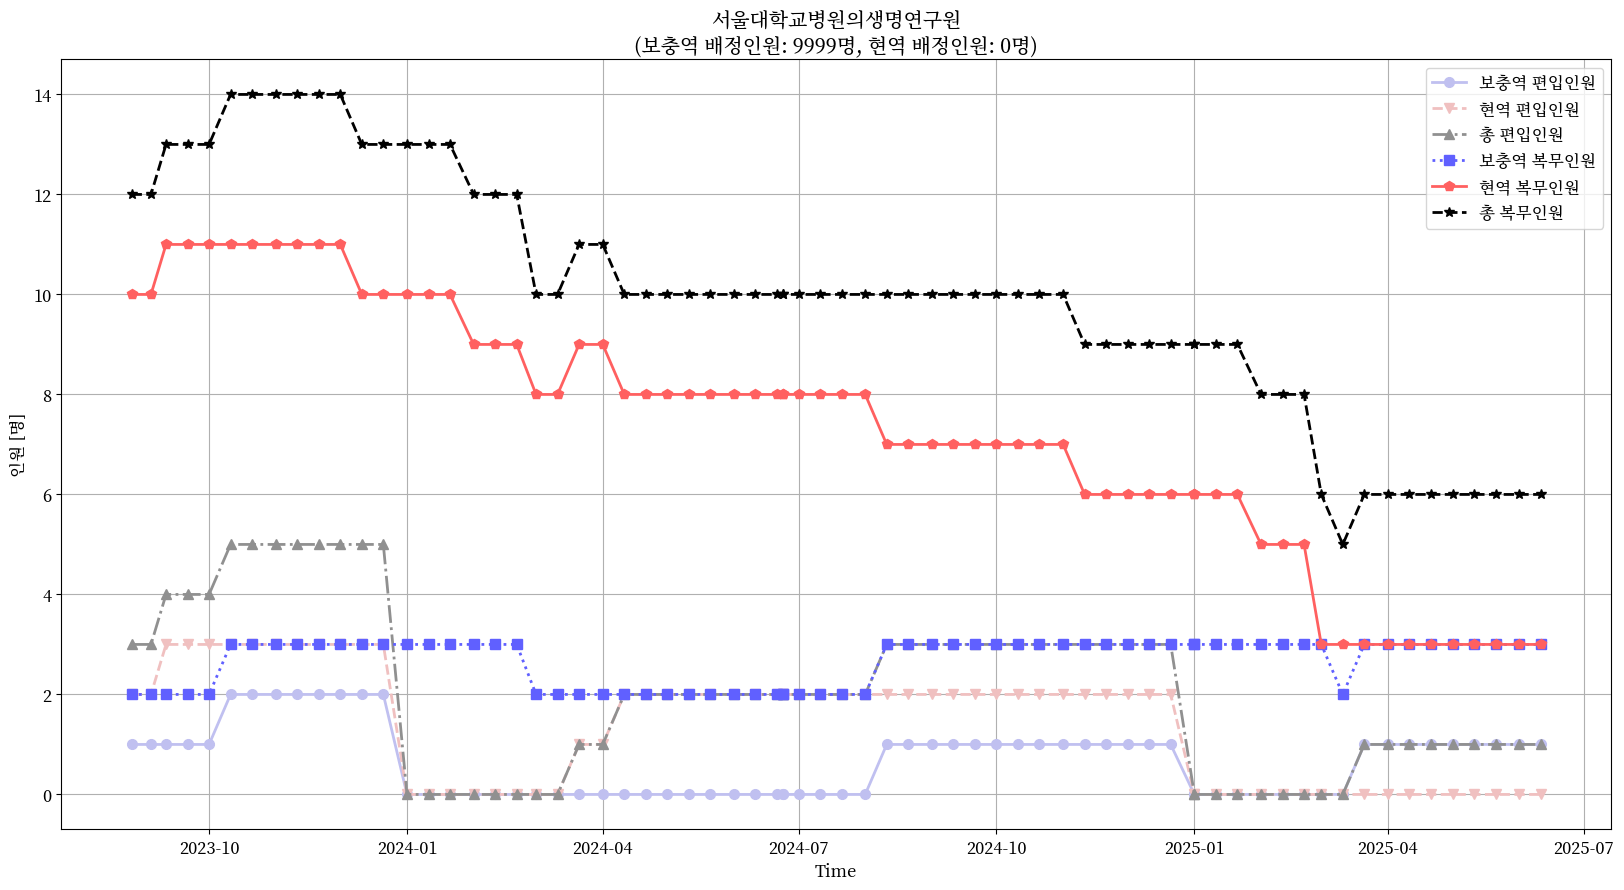 서울대학교병원의생명연구원
(보충역 배정인원: 9999명, 현역 배정인원: 0명)
보충역 편입인원
현역 편입인원
총 편입인원
보충역 복무인원
현역 복무인원
총 복무인원
인원 [명]
14
12
10
8
6
4
2
0
2023-10
2024-01
2024-04
2024-07
2024-10
2025-01
2025-04
2025-07
Time